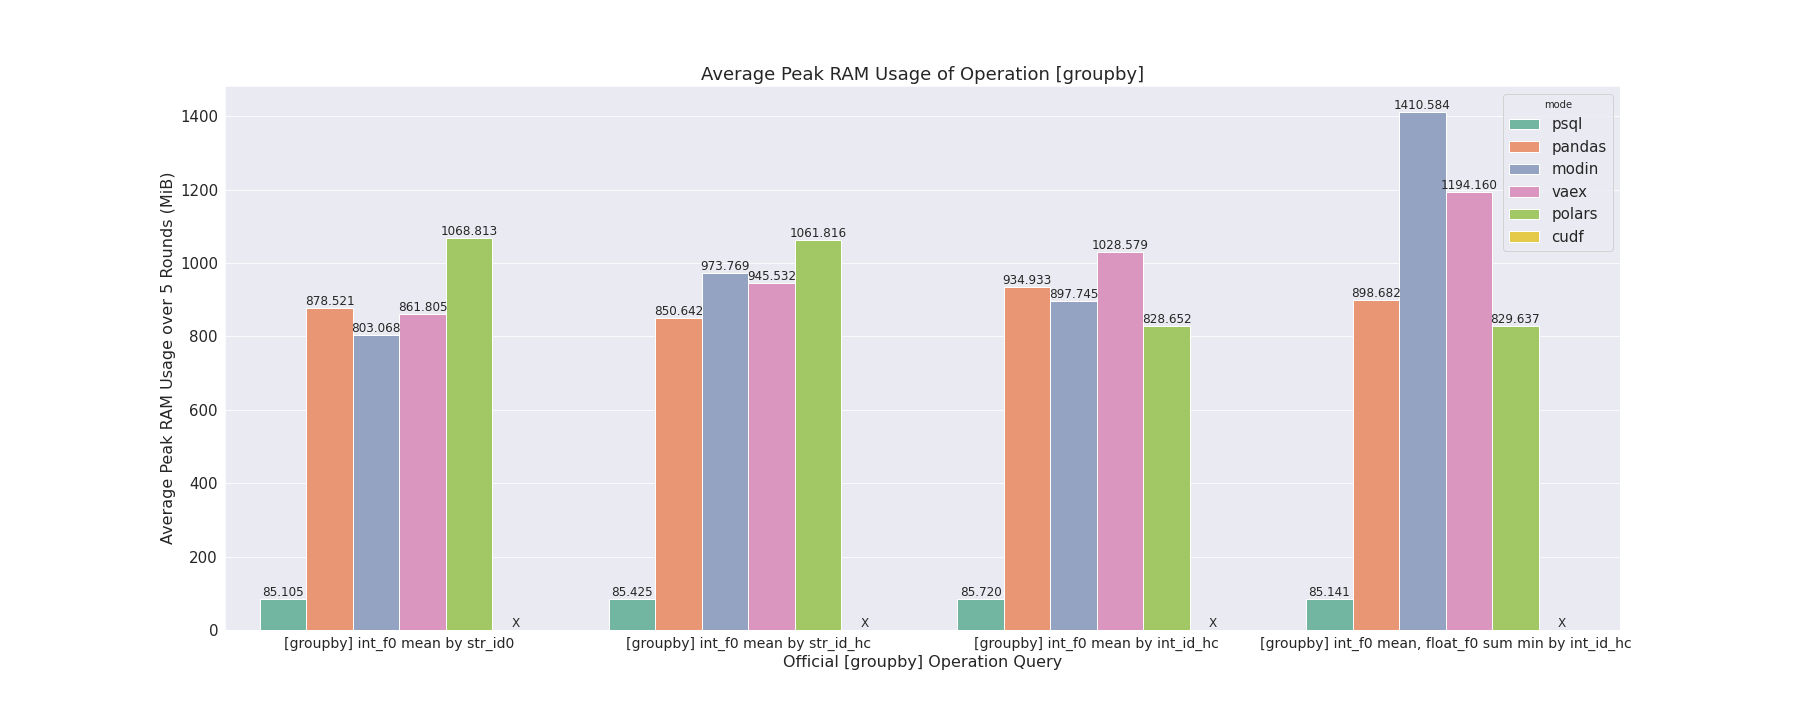 Average Peak RAM Usage of Operation [groupby]
Average Peak RAM Usage over 5 Rounds (MiB)
1400
1200
1000
800
600
400
200
0
85.105
878.521
803.068
861.805
1068.813
X
85.425
850.642
973.769
945.532
1061.816
X
85.720
934.933
897.745
1028.579
828.652
X
85.141
898.682
1410.584
1194.160
829.637
X
mode
psql
pandas
modin
vaex
polars
cudf
[groupby] int_f0 mean by str_id0
[groupby] int_f0 mean by str_id_hc
[groupby] int_f0 mean by int_id_hc
[groupby] int_f0 mean, float_f0 sum min by int_id_hc
Official [groupby] Operation Query